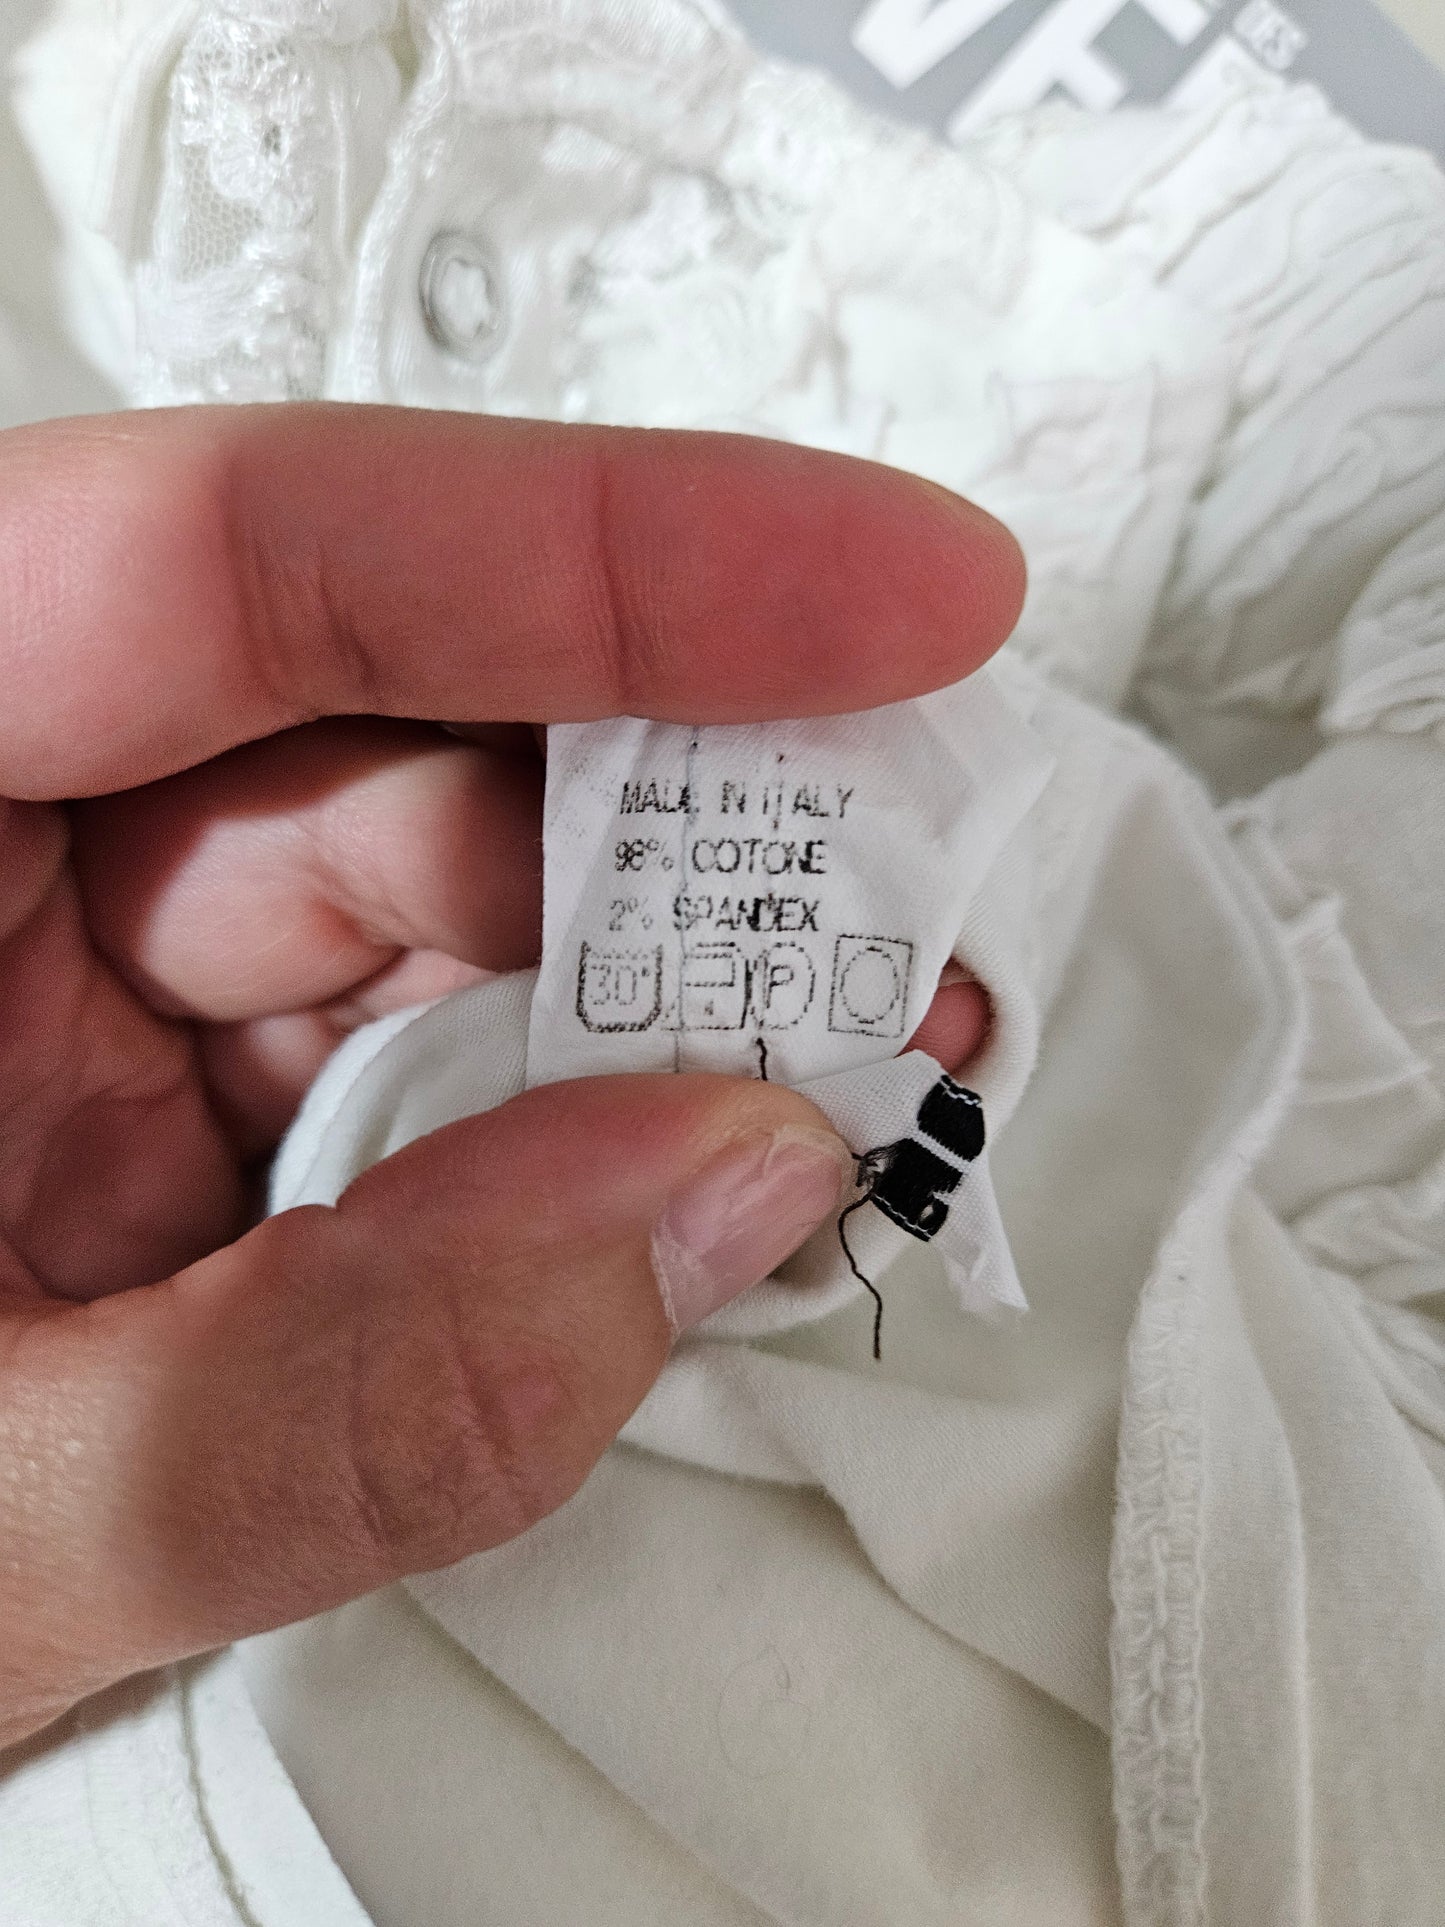 MADE IN ITALY
98% COTONE
2% SPANDEX
30° P